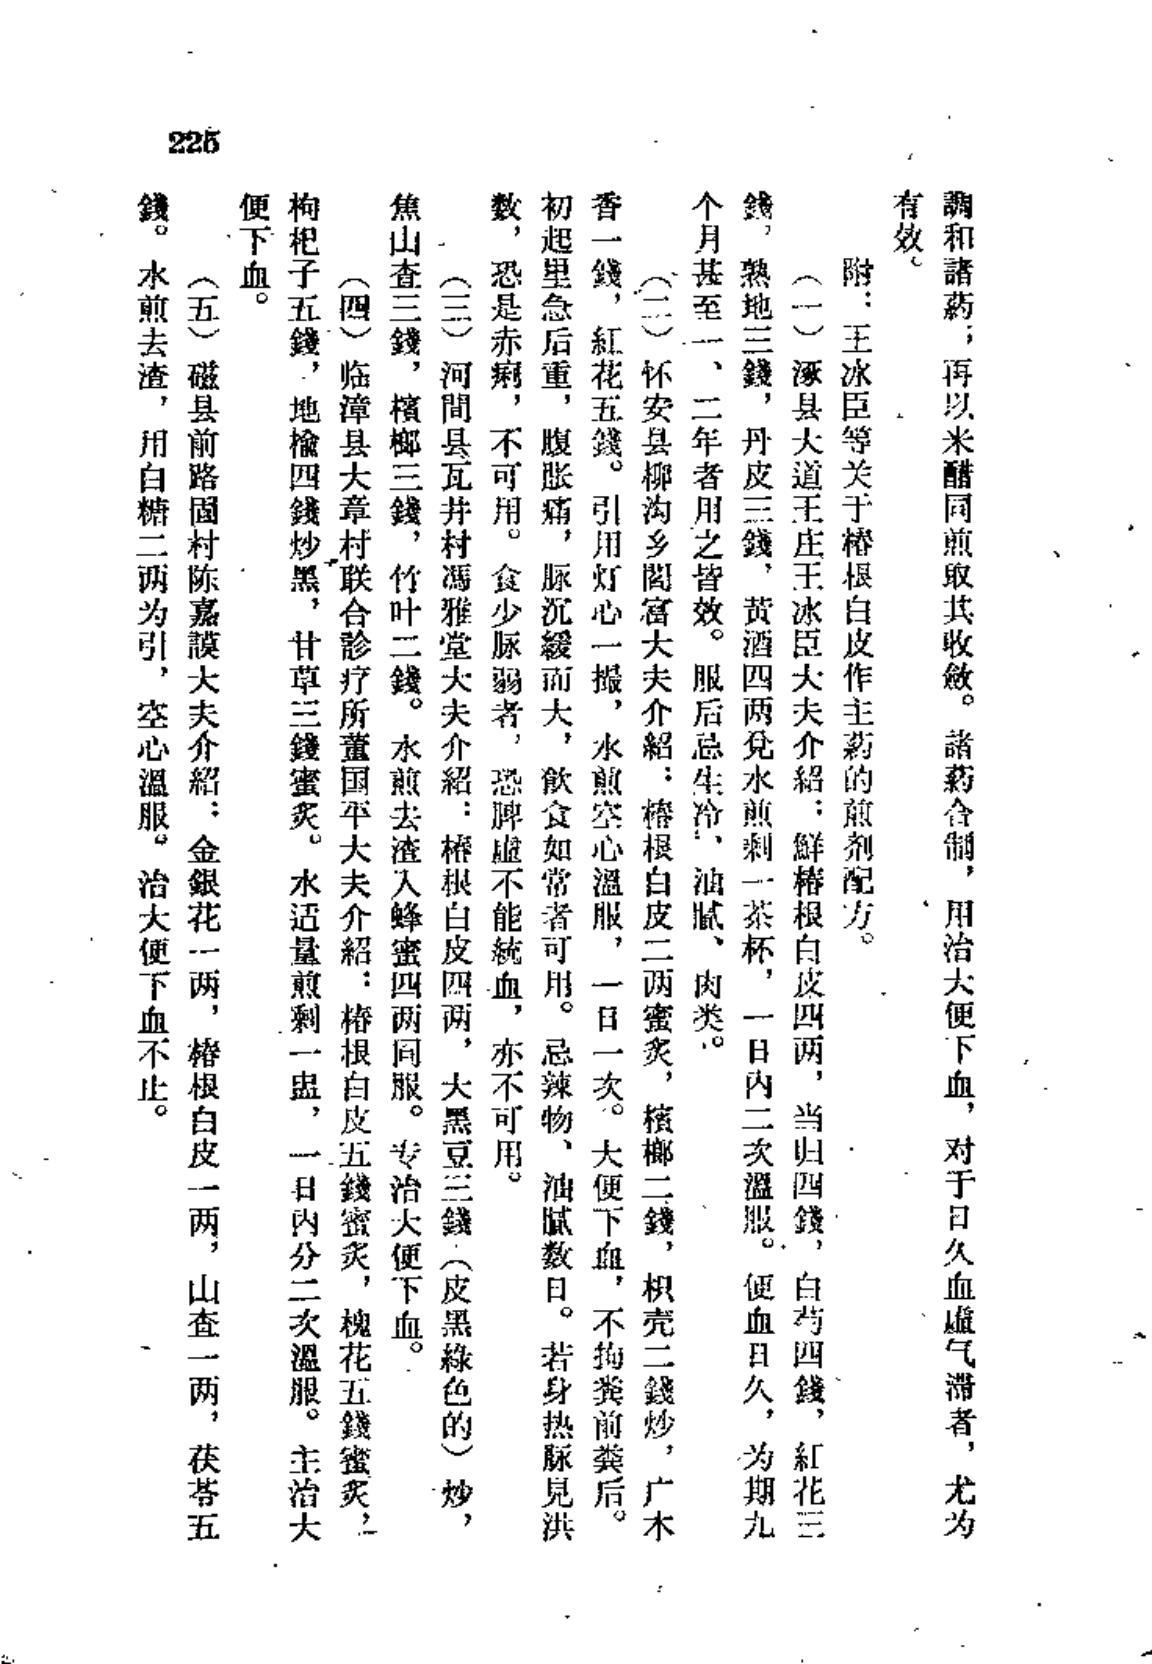 調和諸药，再以米醋同煎取其收斂。諸药合制，用治大便下血，对于日久血虛气滞者，尤为
有效。
附：王冰臣等关于椿根白皮作主药的煎剂配方。
（一）涿县大道王庄王冰臣大夫介紹：鮮椿根白皮四两，当归四錢，白芍四錢，紅花三
錢，熟地三錢，丹皮三錢，黄酒四两兌水煎剩一茶杯，一日內二次溫服。便血日久，为期九
个月甚至一、二年者用之皆效。服后忌生冷、油膩、肉类。
（二）怀安县柳沟乡閻富大夫介紹：椿根白皮二两蜜炙，檳榔二錢，枳壳二錢炒，广木
香一錢，紅花五錢。引用灯心一撮，水煎空心溫服，一日一次。大便下血，不拘粪前粪后。
初起里急后重，腹胀痛，脉沉緩而大，飲食如常者可用。忌辣物、油膩数日。若身热脉見洪
数，恐是赤痢，不可用。食少脉弱者，恐脾虛不能統血，亦不可用。
（三）河間县瓦井村馮雅堂大夫介紹：椿根白皮四两，大黑豆三錢（皮黑綠色的）炒，
焦山查三錢，檳榔三錢，竹叶二錢。水煎去渣入蜂蜜四两同服。专治大便下血。
（四）临漳县大章村联合診疗所董国平大夫介紹：椿根白皮五錢蜜炙，槐花五錢蜜炙，
枸杞子五錢，地楡四錢炒黑，甘草三錢蜜炙。水适量煎剩一盅，一日內分二次溫服。主治大
便下血。
（五）磁县前路固村陈嘉謨大夫介紹：金銀花一两，椿根白皮一两，山查一两，茯苓五
錢。水煎去渣，用白糖二两为引，空心溫服。治大便下血不止。
225